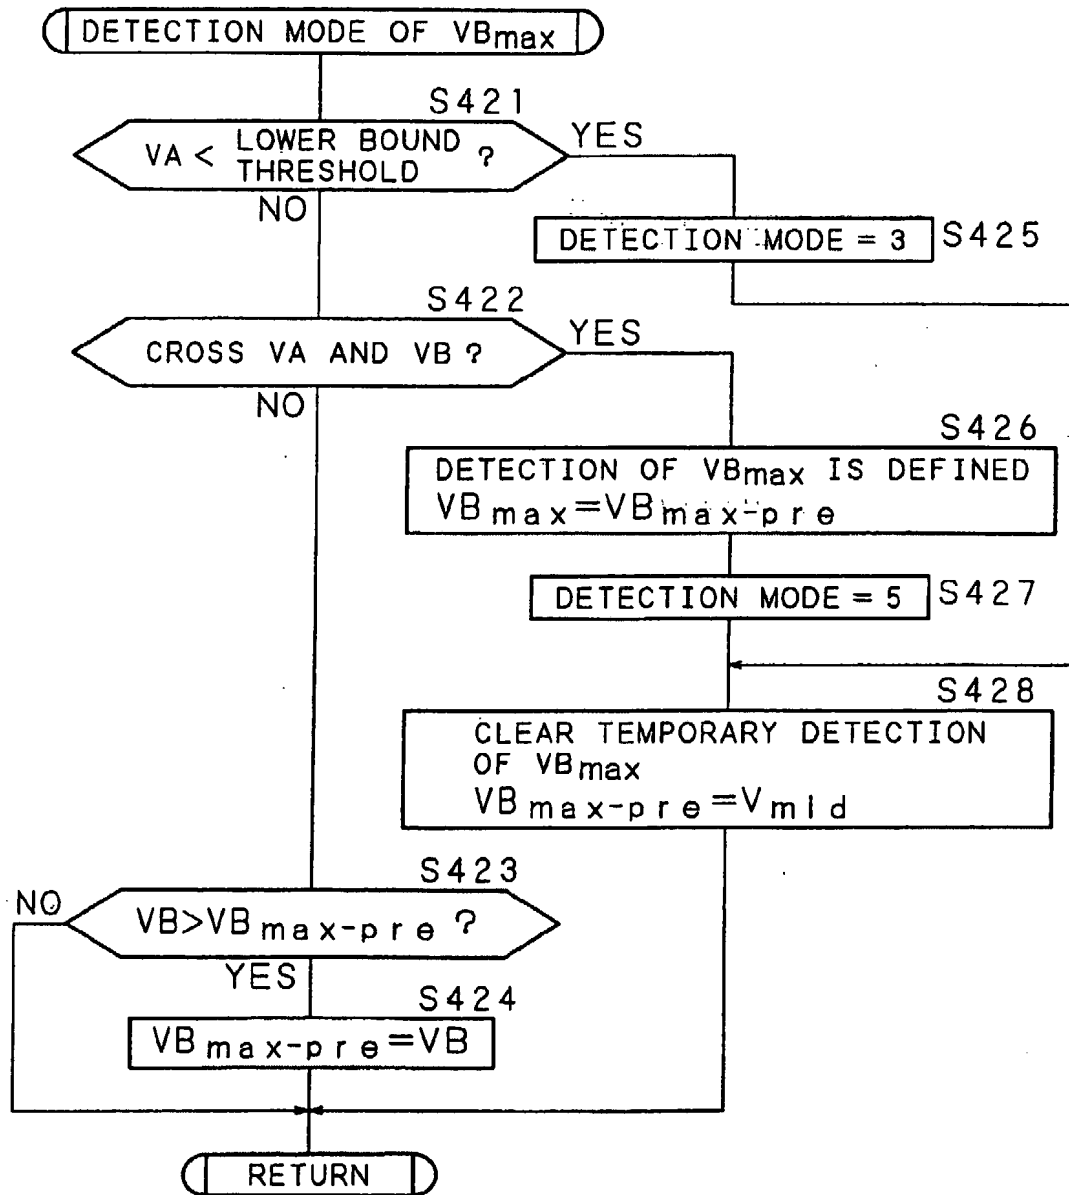 DETECTION MODE OF VBmax
S421
VA < LOWER BOUND THRESHOLD ?
YES
NO
DETECTION MODE = 3
S425
S422
CROSS VA AND VB ?
YES
NO
S426
DETECTION OF VBmax IS DEFINED
VBmax=VBmax-pre
DETECTION MODE = 5
S427
S428
CLEAR TEMPORARY DETECTION
OF VBmax
VBmax-pre=Vmid
S423
NO
VB>VBmax-pre ?
YES
S424
VBmax-pre=VB
RETURN